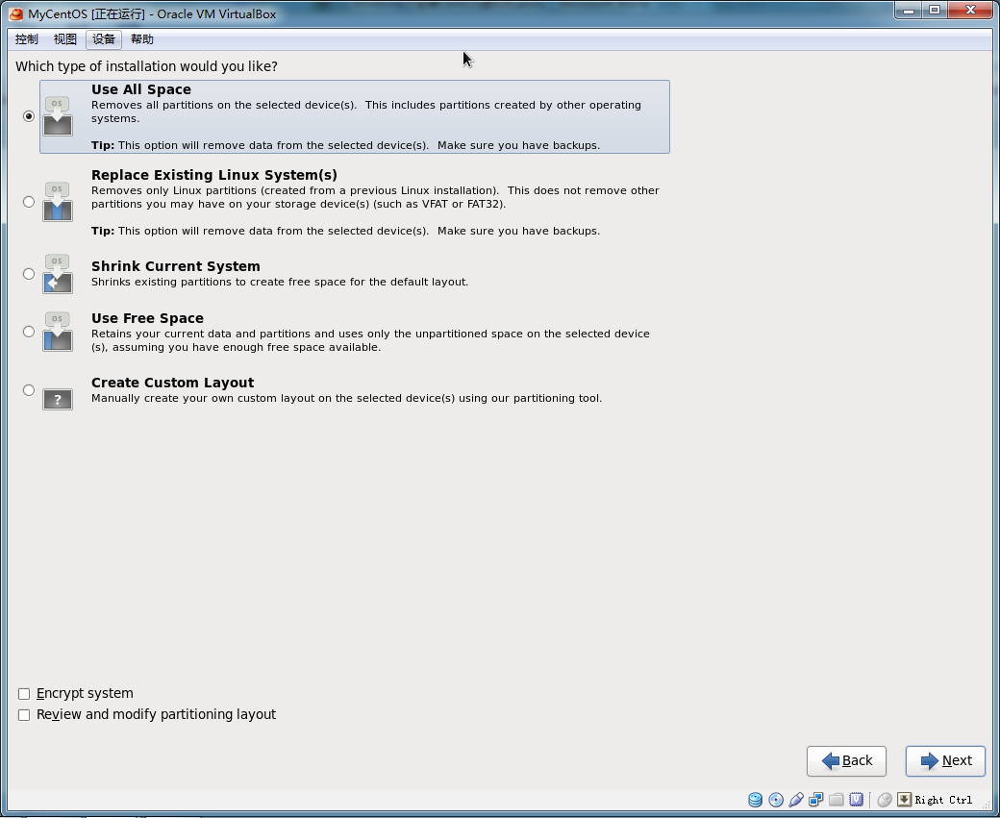 MyCentOS [正在运行] - Oracle VM VirtualBox
控制 视图 设备 帮助
Which type of installation would you like?
OS
Use All Space
Removes all partitions on the selected device(s).  This includes partitions created by other operating
systems.
Tip: This option will remove data from the selected device(s).  Make sure you have backups.
OS
Replace Existing Linux System(s)
Removes only Linux partitions (created from a previous Linux installation).  This does not remove other
partitions you may have on your storage device(s) (such as VFAT or FAT32).
Tip: This option will remove data from the selected device(s).  Make sure you have backups.
OS
Shrink Current System
Shrinks existing partitions to create free space for the default layout.
OS
Use Free Space
Retains your current data and partitions and uses only the unpartitioned space on the selected device
(s), assuming you have enough free space available.
?
Create Custom Layout
Manually create your own custom layout on the selected device(s) using our partitioning tool.
Encrypt system
Review and modify partitioning layout
Back Next
Right Ctrl